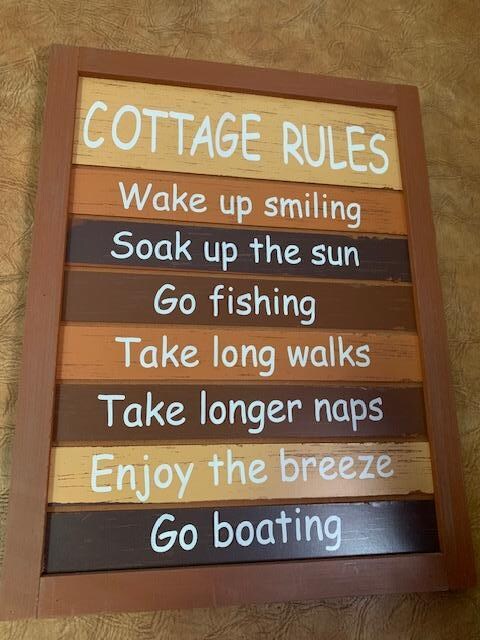 COTTAGE RULES
Wake up smiling
Soak up the sun
Go fishing
Take long walks
Take longer naps
Enjoy the breeze
Go boating